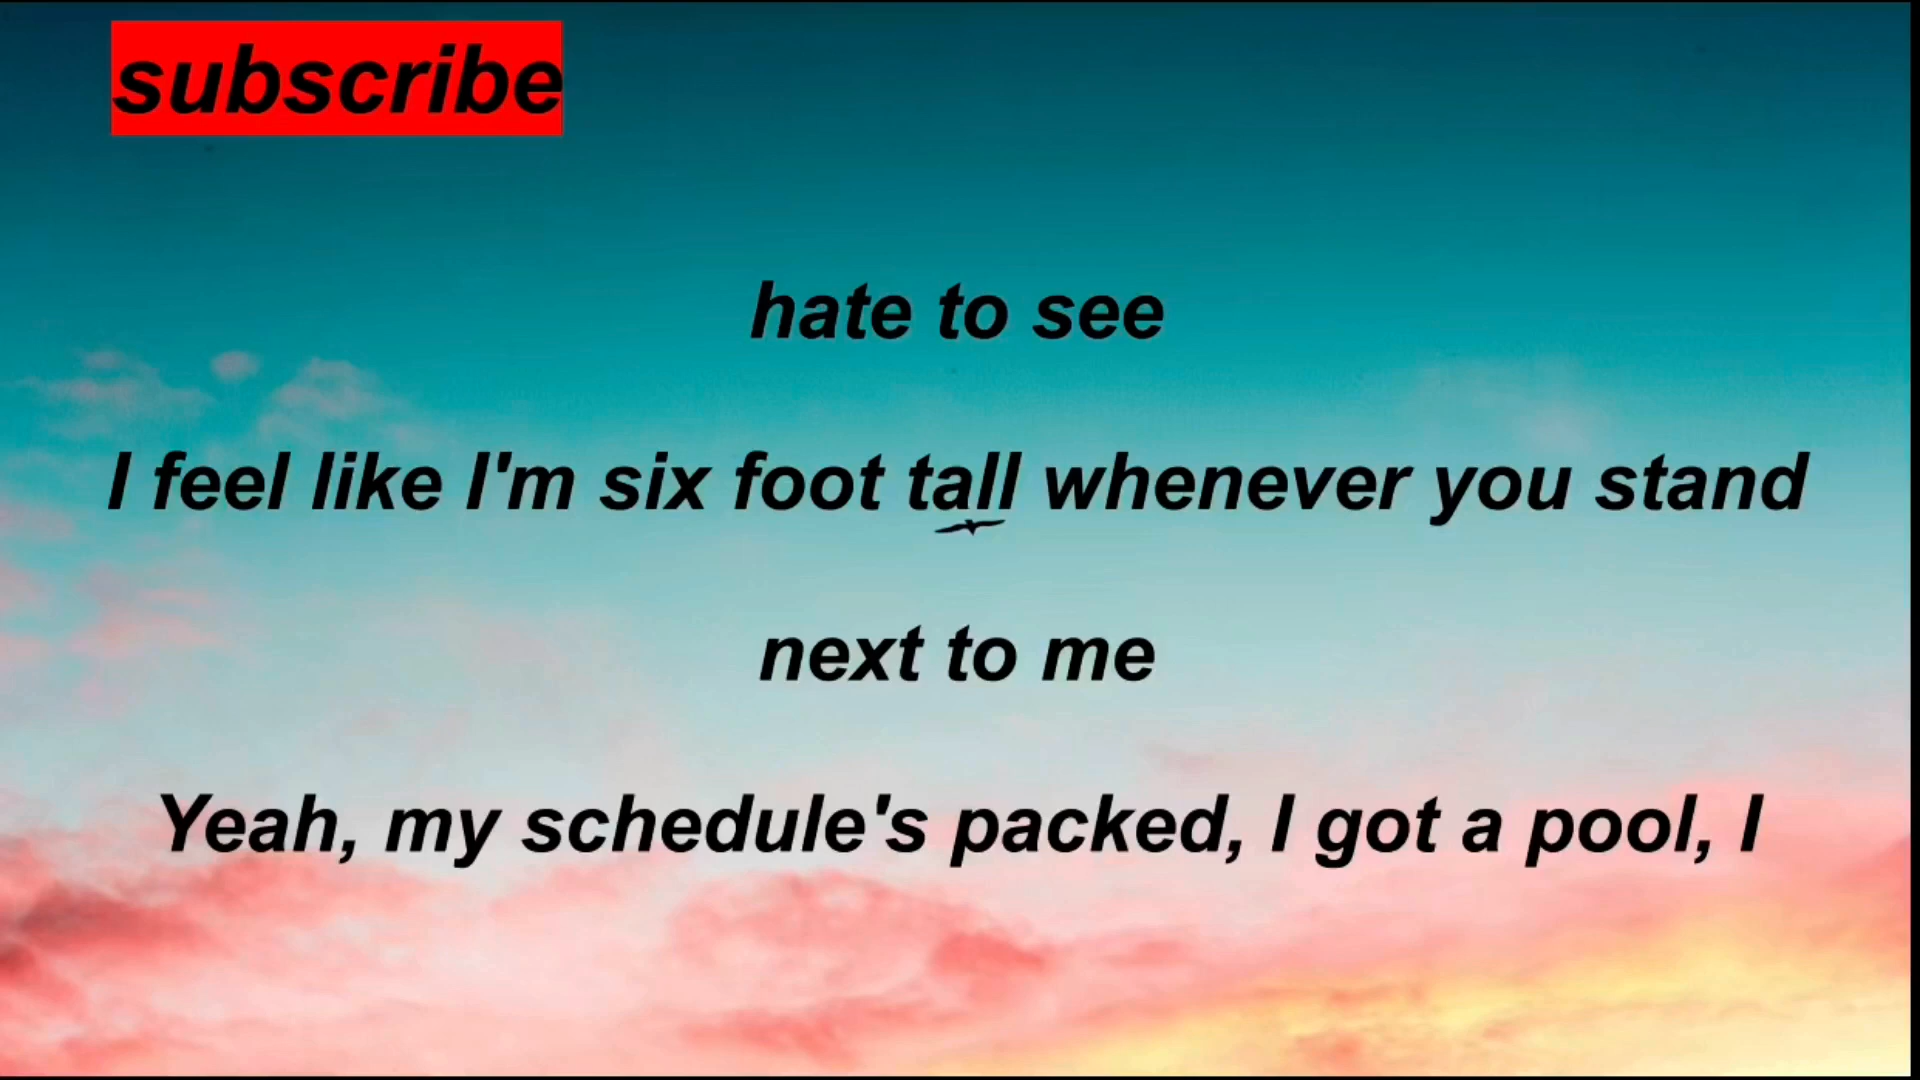 subscribe
hate to see
I feel like I'm six foot tall whenever you stand
next to me
Yeah, my schedule's packed, I got a pool, I